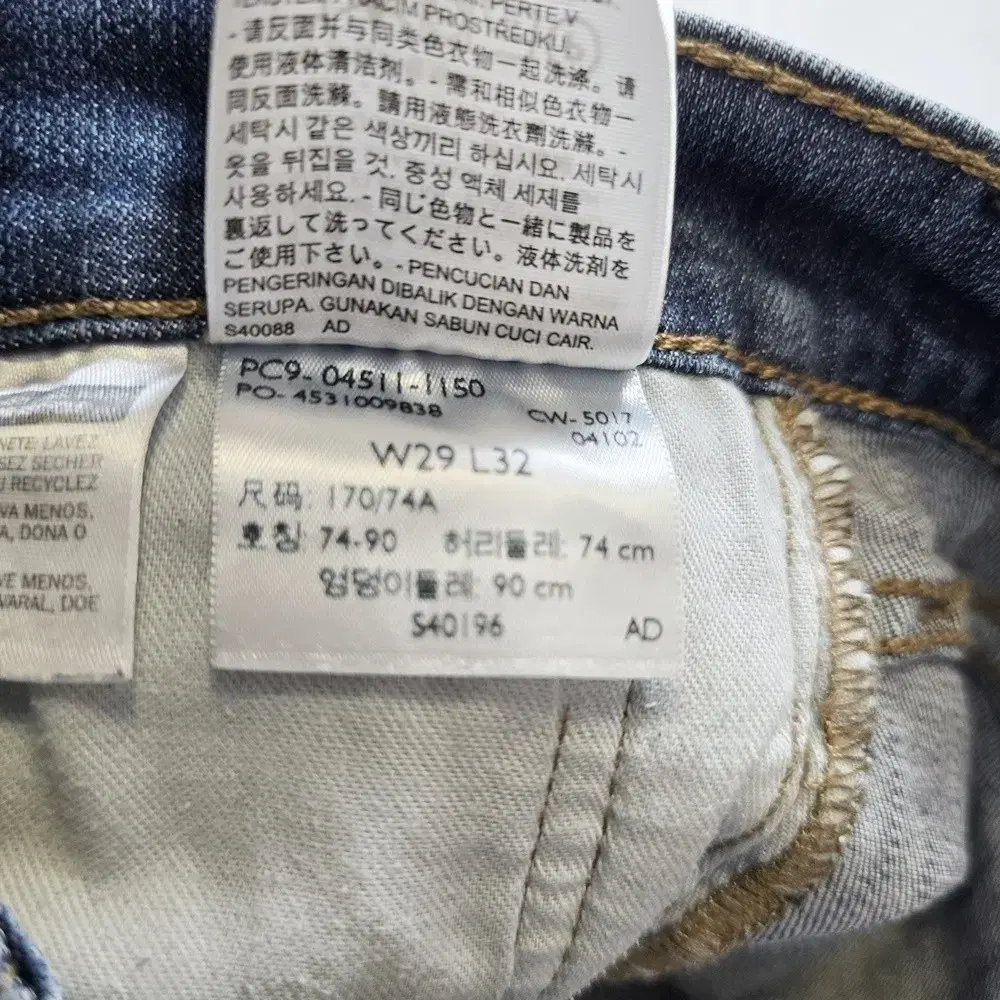 PERTE V
CIM PROSTŘEDKU.
- 请反面并与同类色衣物一起洗涤。请
使用液体清洁剂。- 需和相似色衣物一
同反面洗滌。請用液態洗衣劑洗滌。-
세탁시 같은 색상끼리 하십시요. 세탁시
옷을 뒤집을 것. 중성 액체 세제를
사용하세요. - 同じ色物と一緒に製品を
裏返して洗ってください。液体洗剤を
ご使用下さい。- PENCUCIAN DAN
PENGERINGAN DIBALIK DENGAN WARNA
SERUPA. GUNAKAN SABUN CUCI CAIR.
S40088 AD
PC9- 04511-1150
PO- 4531009838
CW- 5017
04102
W29 L32
尺码: 170/74A
호칭: 74-90 허리둘레: 74 cm
엉덩이둘레: 90 cm
S40196 AD
NETE: LAVEZ
SEZ SECHER
U RECYCLEZ
VA MENOS,
A, DONA O
VE MENOS,
VARAL, DOE